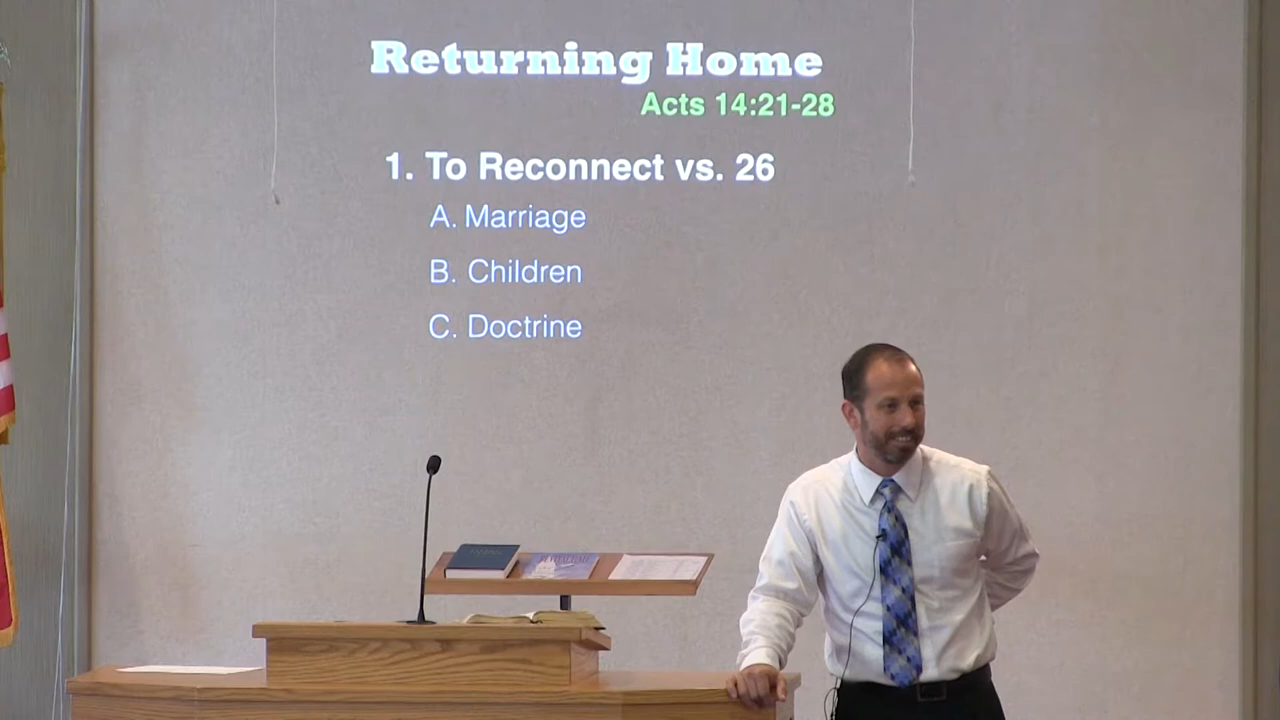 Returning Home
Acts 14:21-28
1. To Reconnect vs. 26
A. Marriage
B. Children
C. Doctrine